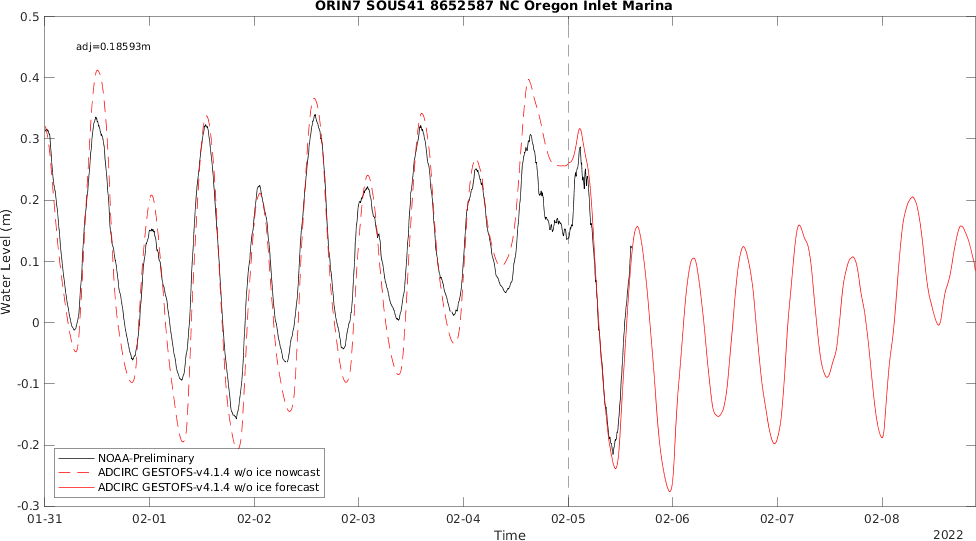 ORIN7 SOUS41 8652587 NC Oregon Inlet Marina
adj=0.18593m
0.5
0.4
0.3
0.2
0.1
0
-0.1
-0.2
-0.3
Water Level (m)
NOAA-Preliminary
ADCIRC GESTOFS-v4.1.4 w/o ice nowcast
ADCIRC GESTOFS-v4.1.4 w/o ice forecast
01-31 02-01 02-02 02-03 02-04 02-05 02-06 02-07 02-08
Time
2022